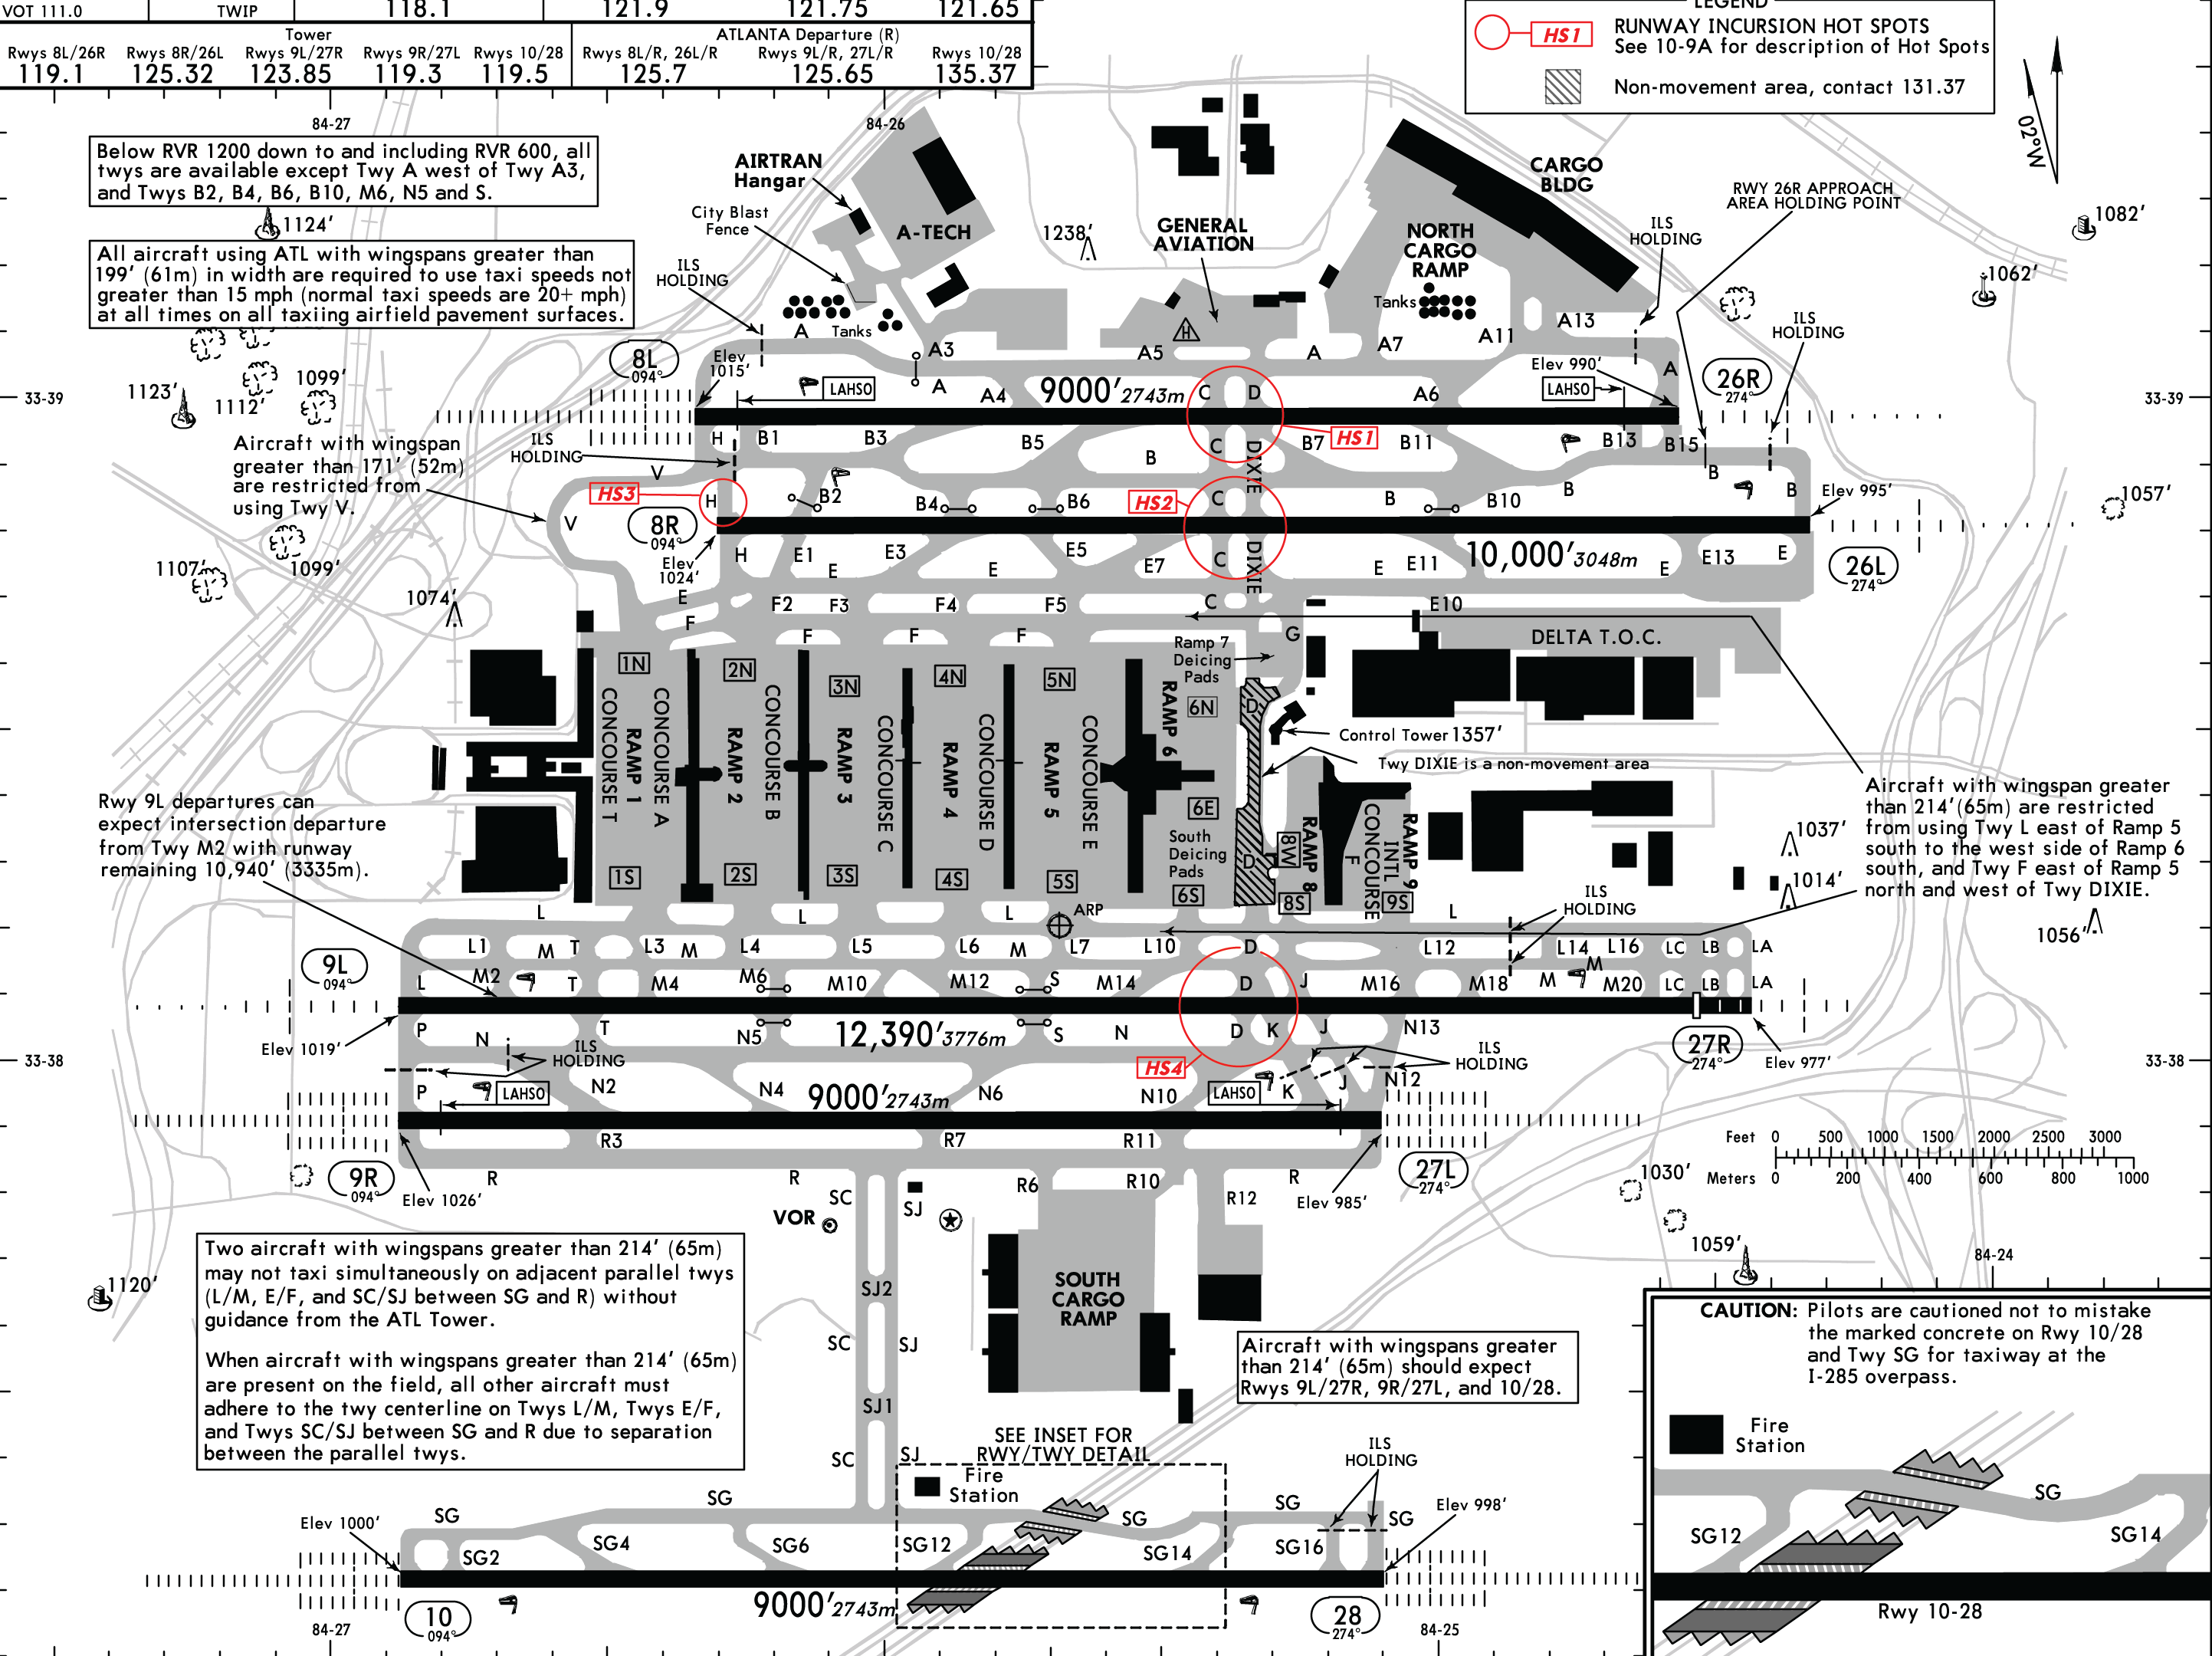 VOT 111.0
TWIP
118.1
121.9
121.75
121.65
Tower
Rwys 8L/26R
Rwys 8R/26L
Rwys 9L/27R
Rwys 9R/27L
Rwys 10/28
119.1
125.32
123.85
119.3
119.5
ATLANTA Departure (R)
Rwys 8L/R, 26L/R
Rwys 9L/R, 27L/R
Rwys 10/28
125.7
125.65
135.37
LEGEND
HS1
RUNWAY INCURSION HOT SPOTS
See 10-9A for description of Hot Spots
Non-movement area, contact 131.37
02°W
84-27
84-26
Below RVR 1200 down to and including RVR 600, all
twys are available except Twy A west of Twy A3,
and Twys B2, B4, B6, B10, M6, N5 and S.
1124'
All aircraft using ATL with wingspans greater than
199' (61m) in width are required to use taxi speeds not
greater than 15 mph (normal taxi speeds are 20+ mph)
at all times on all taxiing airfield pavement surfaces.
AIRTRAN
Hangar
City Blast
Fence
A-TECH
1238'
GENERAL
AVIATION
NORTH
CARGO
RAMP
CARGO
BLDG
RWY 26R APPROACH
AREA HOLDING POINT
1082'
1062'
ILS
HOLDING
ILS
HOLDING
ILS
HOLDING
Tanks
Tanks
A
A3
A5
A
A7
A11
A13
A
8L
094°
Elev
1015'
LAHSO
A
A4
9000' 2743m
C
D
A6
LAHSO
Elev 990'
26R
274°
33-39
33-39
1123'
1112'
1099'
Aircraft with wingspan
greater than 171' (52m)
are restricted from
using Twy V.
ILS
HOLDING
H
B1
B3
B5
B
C
DIXIE
HS1
B7
B11
B13
B15
B
V
HS3
H
B2
B4
B6
HS2
C
B
B10
B
B
Elev 995'
1057'
V
8R
094°
Elev
1024'
H
E1
E3
E
E
E5
E7
C
DIXIE
E
E11
10,000' 3048m
E
E13
E
26L
274°
1107'
1099'
1074'
E
F
F2
F3
F4
F5
C
E10
F
F
F
G
DELTA T.O.C.
Ramp 7
Deicing
Pads
1N
2N
3N
4N
5N
6N
CONCOURSE T
RAMP 1
CONCOURSE A
RAMP 2
CONCOURSE B
RAMP 3
CONCOURSE C
RAMP 4
CONCOURSE D
RAMP 5
CONCOURSE E
RAMP 6
D
Control Tower 1357'
Twy DIXIE is a non-movement area
6E
South
Deicing
Pads
D
8W
RAMP 8
CONCOURSE
F
INTL
RAMP 9
1S
2S
3S
4S
5S
6S
8S
9S
Rwy 9L departures can
expect intersection departure
from Twy M2 with runway
remaining 10,940' (3335m).
Aircraft with wingspan greater
than 214'(65m) are restricted
from using Twy L east of Ramp 5
south to the west side of Ramp 6
south, and Twy F east of Ramp 5
north and west of Twy DIXIE.
1037'
1014'
1056'
ILS
HOLDING
L
L
L
ARP
L
L1
M
T
L3
M
L4
L5
L6
M
L7
L10
D
L12
L14
L16
LC
LB
LA
9L
094°
L
M2
T
M4
M6
M10
M12
S
M14
D
J
M16
M18
M
M
M20
LC
LB
LA
Elev 1019'
P
N
T
N5
12,390' 3776m
S
N
D
K
J
N13
27R
274°
Elev 977'
33-38
33-38
ILS
HOLDING
HS4
ILS
HOLDING
P
LAHSO
N2
N4
9000' 2743m
N6
N10
LAHSO
K
J
N12
R3
R7
R11
9R
094°
Elev 1026'
R
R
R
27L
274°
Elev 985'
Feet 0 500 1000 1500 2000 2500 3000
Meters 0 200 400 600 800 1000
1030'
1059'
84-24
VOR
SC
SJ
R6
R10
R12
SJ2
SC
SJ
SJ1
SC
SJ
SOUTH
CARGO
RAMP
1120'
Two aircraft with wingspans greater than 214' (65m)
may not taxi simultaneously on adjacent parallel twys
(L/M, E/F, and SC/SJ between SG and R) without
guidance from the ATL Tower.
When aircraft with wingspans greater than 214' (65m)
are present on the field, all other aircraft must
adhere to the twy centerline on Twys L/M, Twys E/F,
and Twys SC/SJ between SG and R due to separation
between the parallel twys.
Aircraft with wingspans greater
than 214' (65m) should expect
Rwys 9L/27R, 9R/27L, and 10/28.
SEE INSET FOR
RWY/TWY DETAIL
Fire
Station
ILS
HOLDING
Elev 1000'
SG
SG
SG
SG
SG
Elev 998'
SG2
SG4
SG6
SG12
SG14
SG16
10
094°
9000' 2743m
28
274°
84-27
84-25
CAUTION: Pilots are cautioned not to mistake
the marked concrete on Rwy 10/28
and Twy SG for taxiway at the
I-285 overpass.
Fire
Station
SG
SG12
SG14
Rwy 10-28